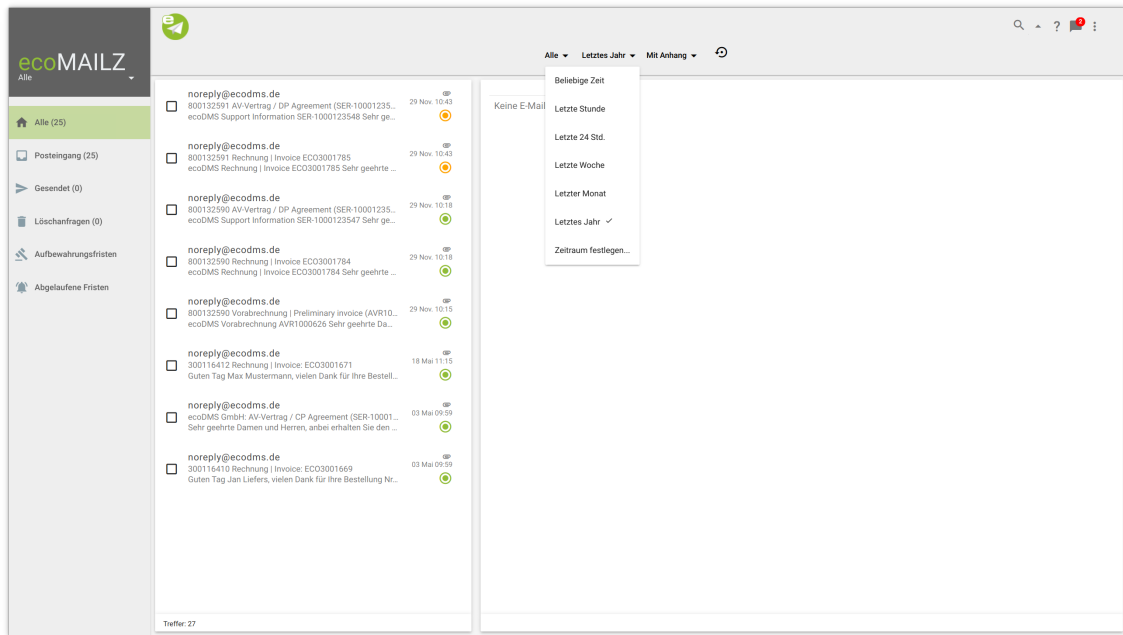 ecoMAILZ
Alle
Alle (25)
Posteingang (25)
Gesendet (0)
Löschanfragen (0)
Aufbewahrungsfristen
Abgelaufene Fristen
e
?
2
Alle
Letztes Jahr
Mit Anhang
Beliebige Zeit
Letzte Stunde
Letzte 24 Std.
Letzte Woche
Letzter Monat
Letztes Jahr
Zeitraum festlegen...
noreply@ecodms.de
800132591 AV-Vertrag / DP Agreement (SER-10001235...
29 Nov. 10:43
ecoDMS Support Information SER-1000123548 Sehr ge...
noreply@ecodms.de
800132591 Rechnung | Invoice ECO3001785
29 Nov. 10:43
ecoDMS Rechnung | Invoice ECO3001785 Sehr geehrte ...
noreply@ecodms.de
800132590 AV-Vertrag / DP Agreement (SER-10001235...
29 Nov. 10:18
ecoDMS Support Information SER-1000123547 Sehr ge...
noreply@ecodms.de
800132590 Rechnung | Invoice ECO3001784
29 Nov. 10:18
ecoDMS Rechnung | Invoice ECO3001784 Sehr geehrte ...
noreply@ecodms.de
800132590 Vorabrechnung | Preliminary invoice (AVR10...
29 Nov. 10:15
ecoDMS Vorabrechnung AVR1000626 Sehr geehrte Da...
noreply@ecodms.de
300116412 Rechnung | Invoice: ECO3001671
18 Mai 11:15
Guten Tag Max Mustermann, vielen Dank für Ihre Bestell...
noreply@ecodms.de
ecoDMS GmbH: AV-Vertrag / CP Agreement (SER-10001...
03 Mai 09:59
Sehr geehrte Damen und Herren, anbei erhalten Sie den ...
noreply@ecodms.de
300116410 Rechnung | Invoice: ECO3001669
03 Mai 09:59
Guten Tag Jan Liefers, vielen Dank für Ihre Bestellung Nr...
Treffer: 27
Keine E-Mail